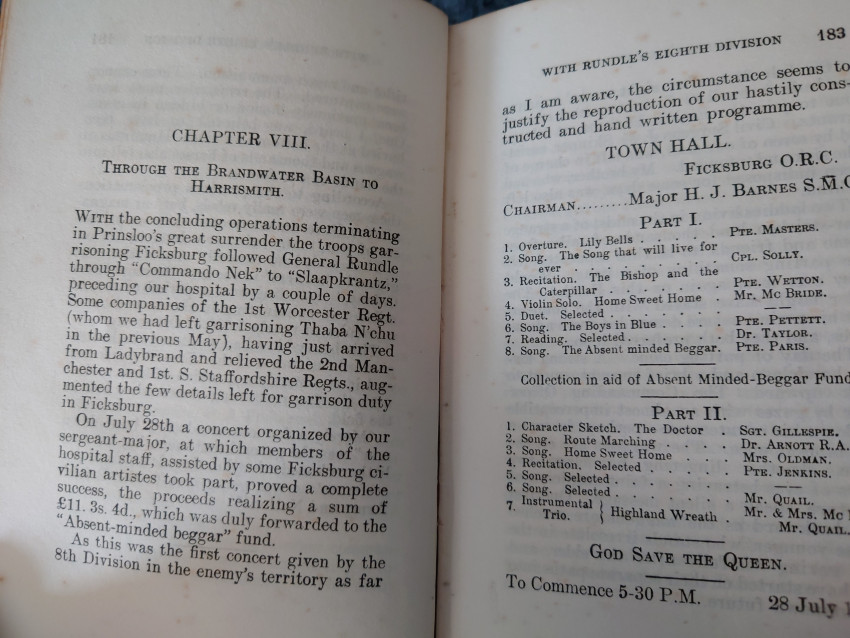 CHAPTER VIII.
THROUGH THE BRANDWATER BASIN TO
HARRISMITH.
WITH the concluding operations terminating
in Prinsloo's great surrender the troops gar-
risoning Ficksburg followed General Rundle
through "Commando Nek" to "Slaapkrantz,"
preceding our hospital by a couple of days.
Some companies of the 1st Worcester Regt.
(whom we had left garrisoning Thaba N'chu
in the previous May), having just arrived
from Ladybrand and relieved the 2nd Man-
chester and 1st. S. Staffordshire Regts., aug-
mented the few details left for garrison duty
in Ficksburg.
On July 28th a concert organized by our
sergeant-major, at which members of the
hospital staff, assisted by some Ficksburg ci-
vilian artistes took part, proved a complete
success, the proceeds realizing a sum of
£11. 3s. 4d., which was duly forwarded to the
"Absent-minded beggar" fund.
As this was the first concert given by the
8th Division in the enemy's territory as far
WITH RUNDLE'S EIGHTH DIVISION 183
as I am aware, the circumstance seems to
justify the reproduction of our hastily cons-
tructed and hand written programme.
TOWN HALL.
FICKSBURG O.R.C.
CHAIRMAN.........Major H. J. BARNES S.M.
PART I.
1. Overture. Lily Bells . . . . . PTE. MASTERS.
2. Song. The Song that will live for
ever . . . . . . . . . CPL. SOLLY.
3. Recitation. The Bishop and the
Caterpillar . . . . . . . PTE. WETTON.
4. Violin Solo. Home Sweet Home . MR. MC BRIDE.
5. Duet. Selected . . . . . . . ——
6. Song. The Boys in Blue . . . PTE. PETTETT.
7. Reading. Selected . . . . . . DR. TAYLOR.
8. Song. The Absent minded Beggar. PTE. PARIS.
Collection in aid of Absent Minded-Beggar Fund
PART II.
1. Character Sketch. The Doctor . SGT. GILLESPIE.
2. Song. Route Marching . . . . DR. ARNOTT R.A.
3. Song. Home Sweet Home . . . MRS. OLDMAN.
4. Recitation. Selected . . . . . PTE. JENKINS.
5. Song. Selected . . . . . . . ——
6. Song. Selected . . . . . . . MR. QUAIL.
7. Instrumental } Highland Wreath . MR. & MRS. MC
Trio. MR. QUAIL.
GOD SAVE THE QUEEN.
To Commence 5-30 P.M. 28 July